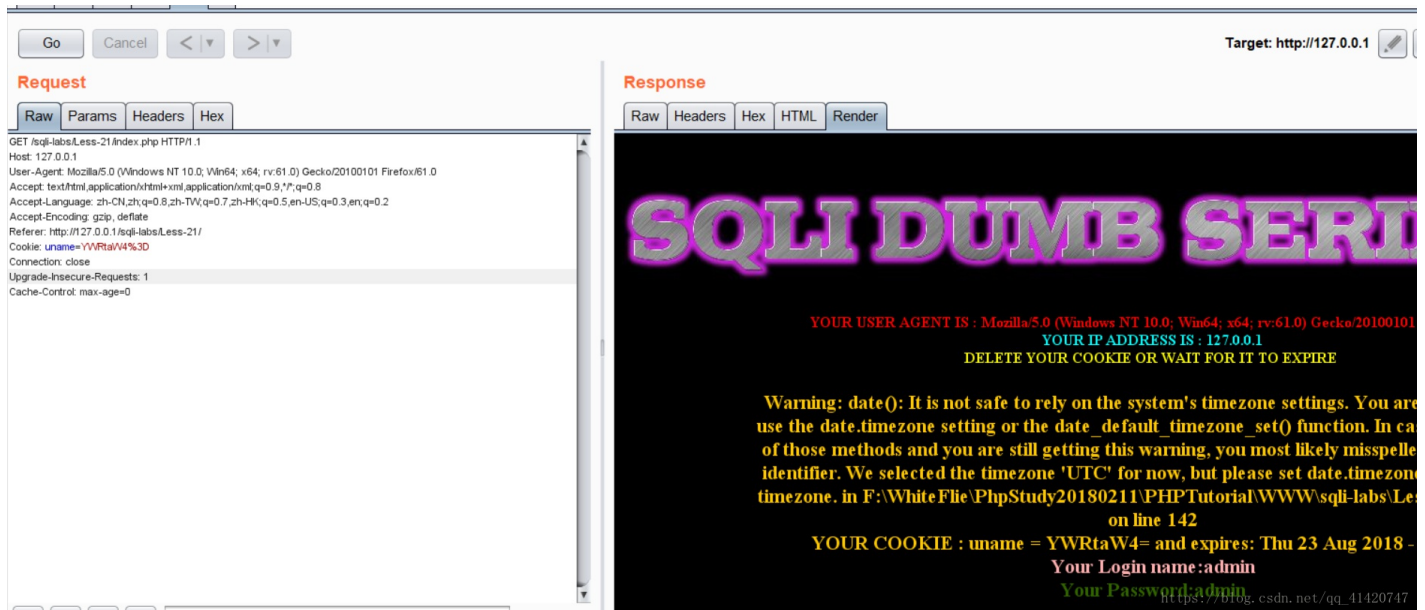 Go
Cancel
<
>
Target: http://127.0.0.1
Request
Raw
Params
Headers
Hex
GET /sqli-labs/Less-21/index.php HTTP/1.1
Host: 127.0.0.1
User-Agent: Mozilla/5.0 (Windows NT 10.0; Win64; x64; rv:61.0) Gecko/20100101 Firefox/61.0
Accept: text/html,application/xhtml+xml,application/xml;q=0.9,*/*;q=0.8
Accept-Language: zh-CN,zh;q=0.8,zh-TW;q=0.7,zh-HK;q=0.5,en-US;q=0.3,en;q=0.2
Accept-Encoding: gzip, deflate
Referer: http://127.0.0.1/sqli-labs/Less-21/
Cookie: uname=YWRtaW4%3D
Connection: close
Upgrade-Insecure-Requests: 1
Cache-Control: max-age=0
Response
Raw
Headers
Hex
HTML
Render
SQLI DUMB SERI
YOUR USER AGENT IS : Mozilla/5.0 (Windows NT 10.0; Win64; x64; rv:61.0) Gecko/20100101
YOUR IP ADDRESS IS : 127.0.0.1
DELETE YOUR COOKIE OR WAIT FOR IT TO EXPIRE
Warning: date(): It is not safe to rely on the system's timezone settings. You are
use the date.timezone setting or the date_default_timezone_set() function. In ca
of those methods and you are still getting this warning, you most likely misspelle
identifier. We selected the timezone 'UTC' for now, but please set date.timezone
timezone. in F:\WhiteFlie\PhpStudy20180211\PHPTutorial\WWW\sqli-labs\Les
on line 142
YOUR COOKIE : uname = YWRtaW4= and expires: Thu 23 Aug 2018 -
Your Login name:admin
Your Password:admin
https://blog.csdn.net/qq_41420747